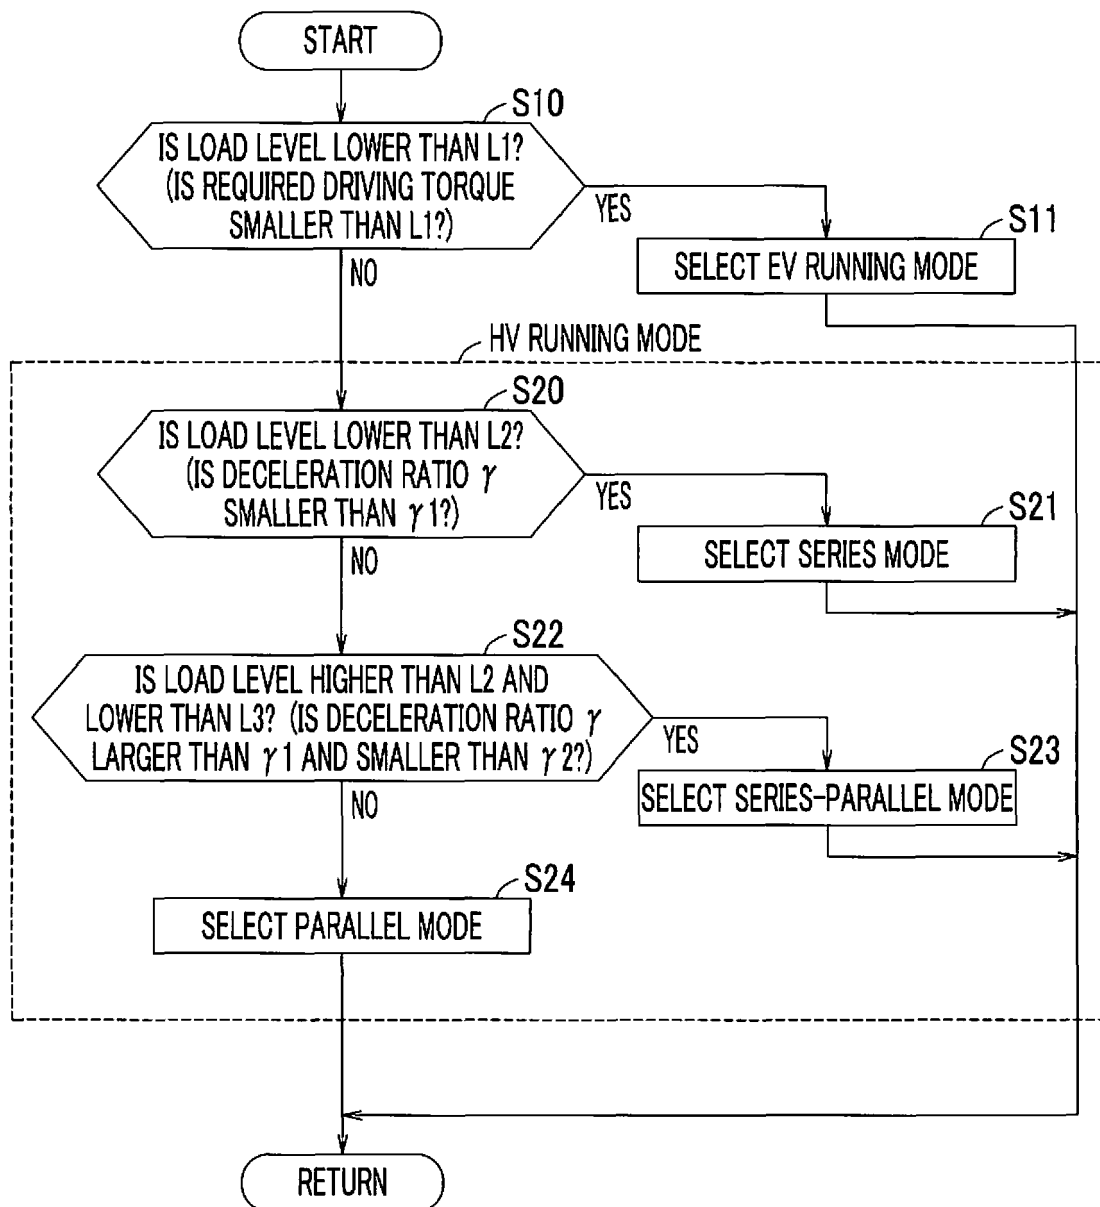 START
S10
IS LOAD LEVEL LOWER THAN L1?
(IS REQUIRED DRIVING TORQUE
SMALLER THAN L1?)
YES
NO
S11
SELECT EV RUNNING MODE
HV RUNNING MODE
S20
IS LOAD LEVEL LOWER THAN L2?
(IS DECELERATION RATIO γ
SMALLER THAN γ1?)
YES
NO
S21
SELECT SERIES MODE
S22
IS LOAD LEVEL HIGHER THAN L2 AND
LOWER THAN L3? (IS DECELERATION RATIO γ
LARGER THAN γ1 AND SMALLER THAN γ2?)
YES
NO
S23
SELECT SERIES-PARALLEL MODE
S24
SELECT PARALLEL MODE
RETURN